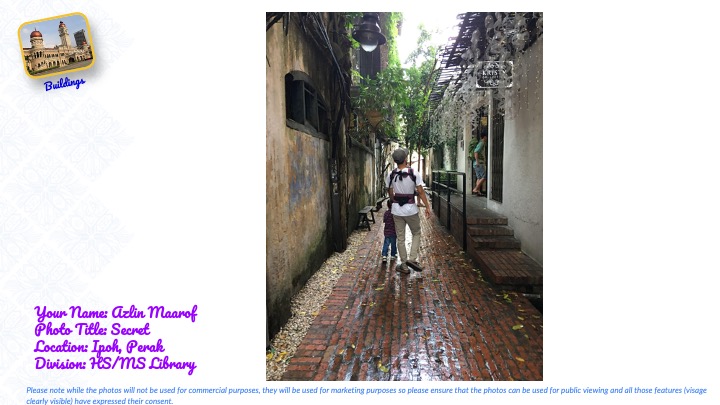 Buildings
KRISTY
Your Name: Azlin Maarof
Photo Title: Secret
Location: Ipoh, Perak
Division: HS/MS Library
Please note while the photos will not be used for commercial purposes, they will be used for marketing purposes so please ensure that the photos can be used for public viewing and all those features (visage
clearly visible) have expressed their consent.